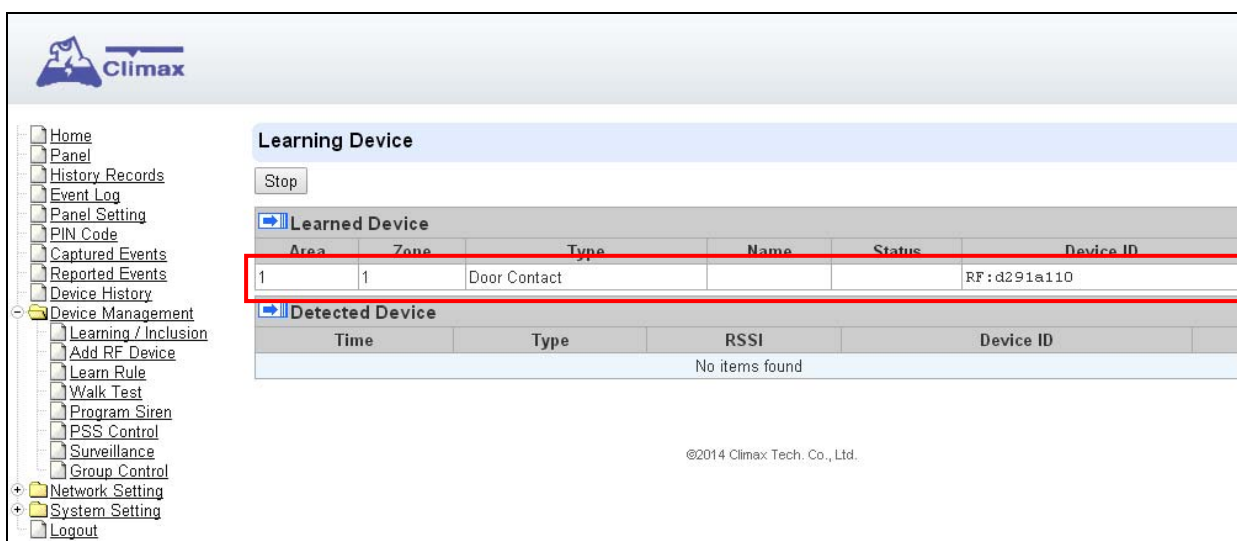 Climax
Home
Panel
History Records
Event Log
Panel Setting
PIN Code
Captured Events
Reported Events
Device History
Device Management
Learning / Inclusion
Add RF Device
Learn Rule
Walk Test
Program Siren
PSS Control
Surveillance
Group Control
Network Setting
System Setting
Logout
Learning Device
Stop
Learned Device
Area Zone Type Name Status Device ID
1 1 Door Contact RF:d291a110
Detected Device
Time Type RSSI Device ID
No items found
©2014 Climax Tech. Co., Ltd.